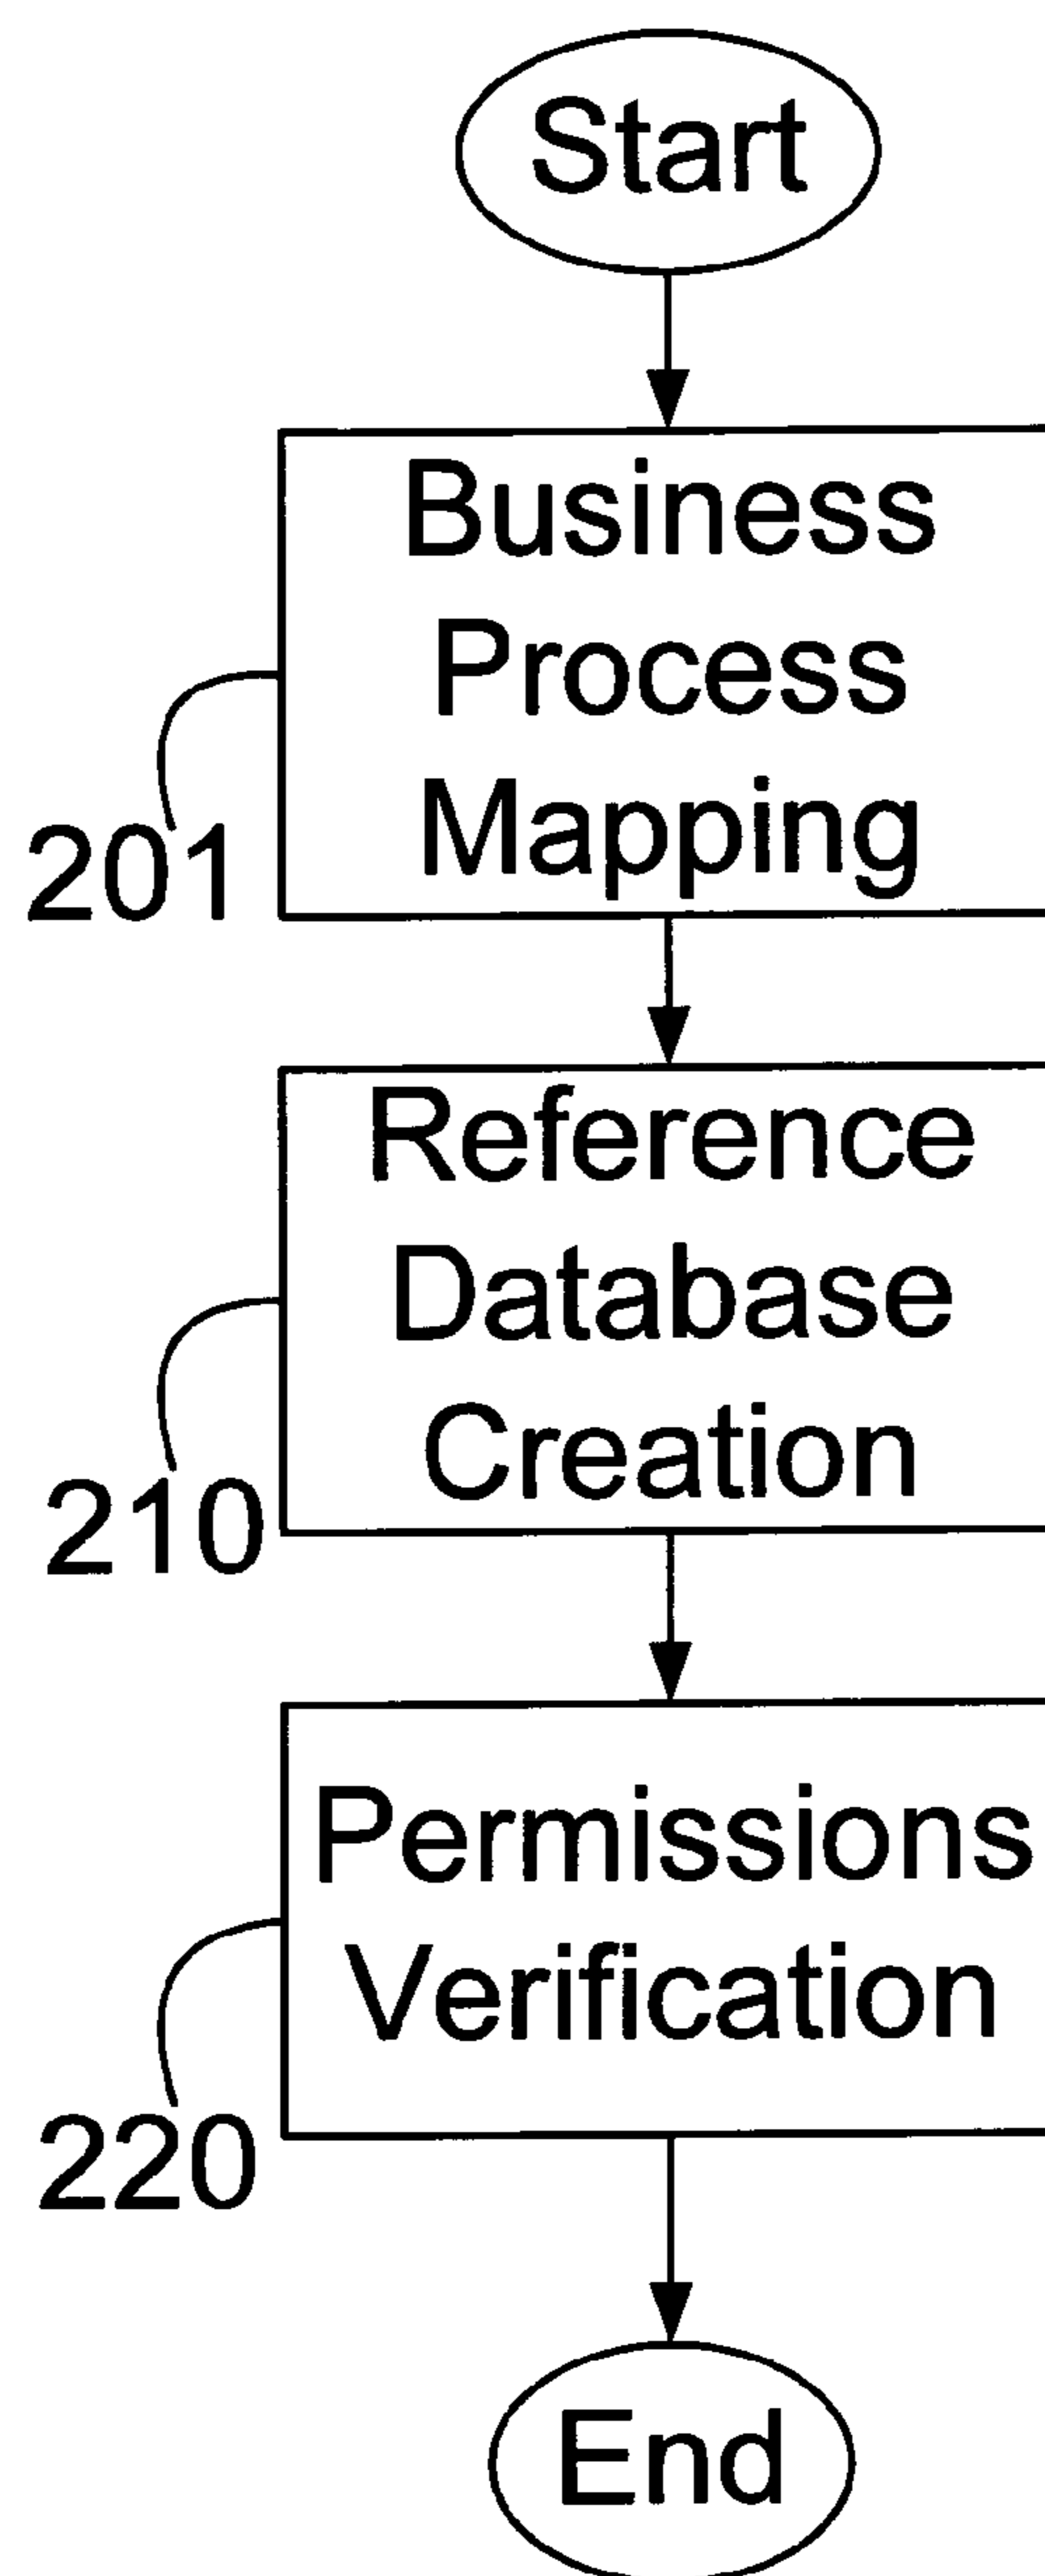 Start
Business
Process
Mapping
201
Reference
Database
Creation
210
Permissions
Verification
220
End